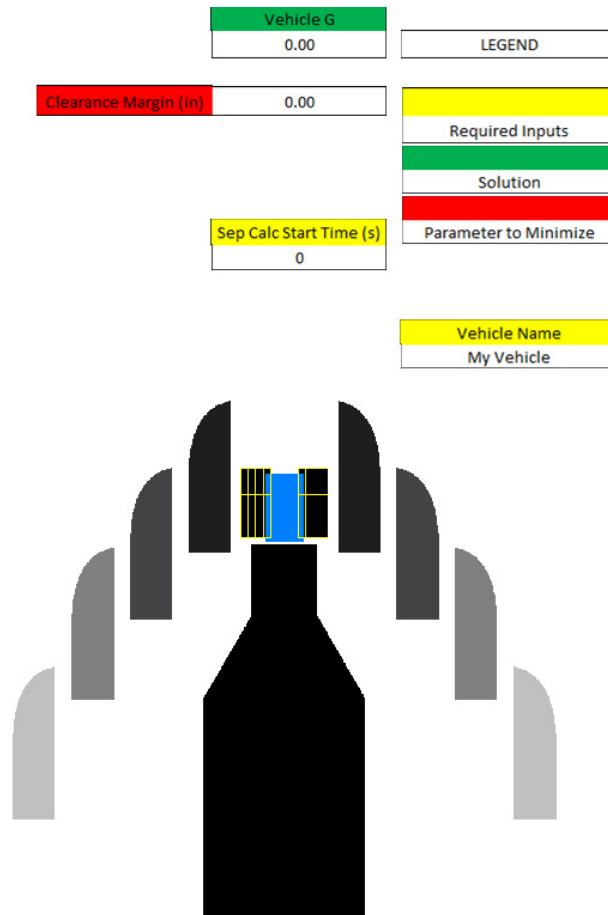 Vehicle G
0.00
LEGEND
Clearance Margin (in)
0.00
Required Inputs
Solution
Parameter to Minimize
Sep Calc Start Time (s)
0
Vehicle Name
My Vehicle